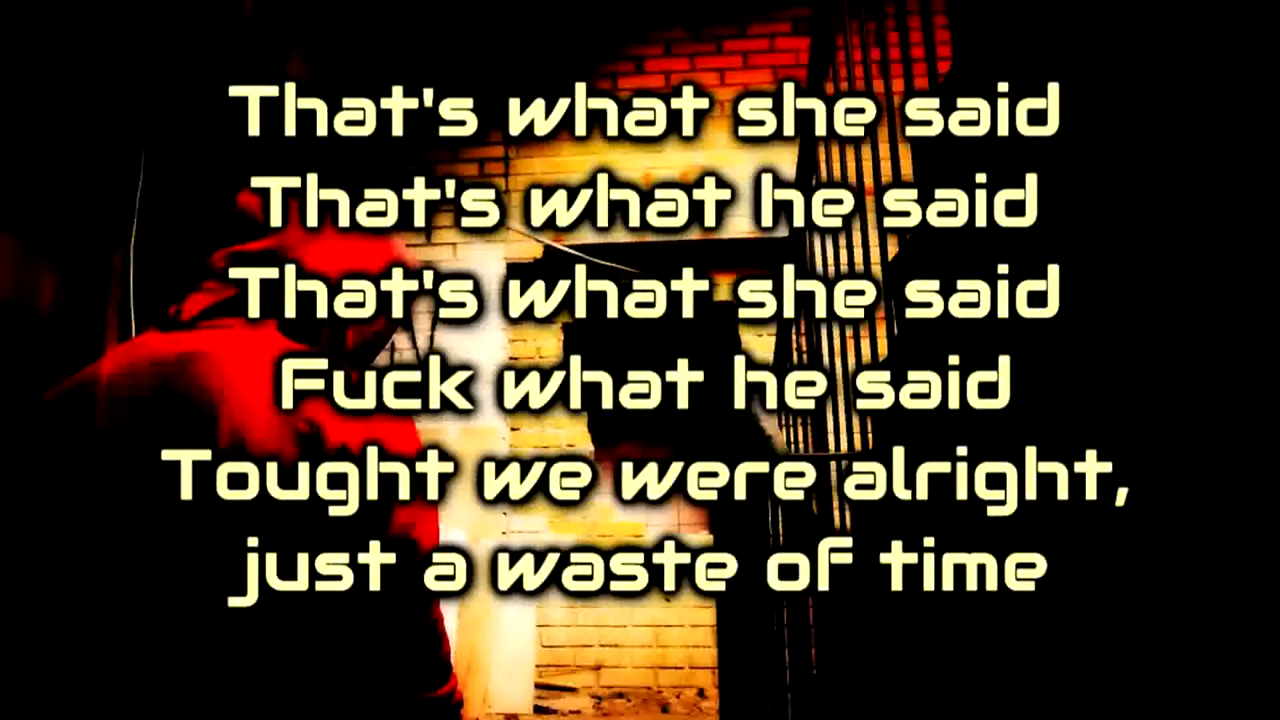 That's what she said
That's what he said
That's what she said
Fuck what he said
Tought we were alright,
just a waste of time